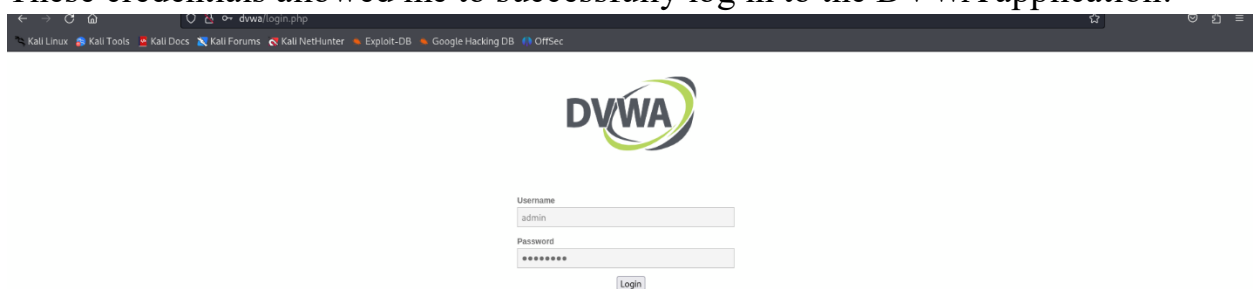 These credentials allowed me to successfully log in to the DVWA application.
dvwa/login.php
Kali Linux Kali Tools Kali Docs Kali Forums Kali NetHunter Exploit-DB Google Hacking DB OffSec
DVWA
Username
admin
Password
Login